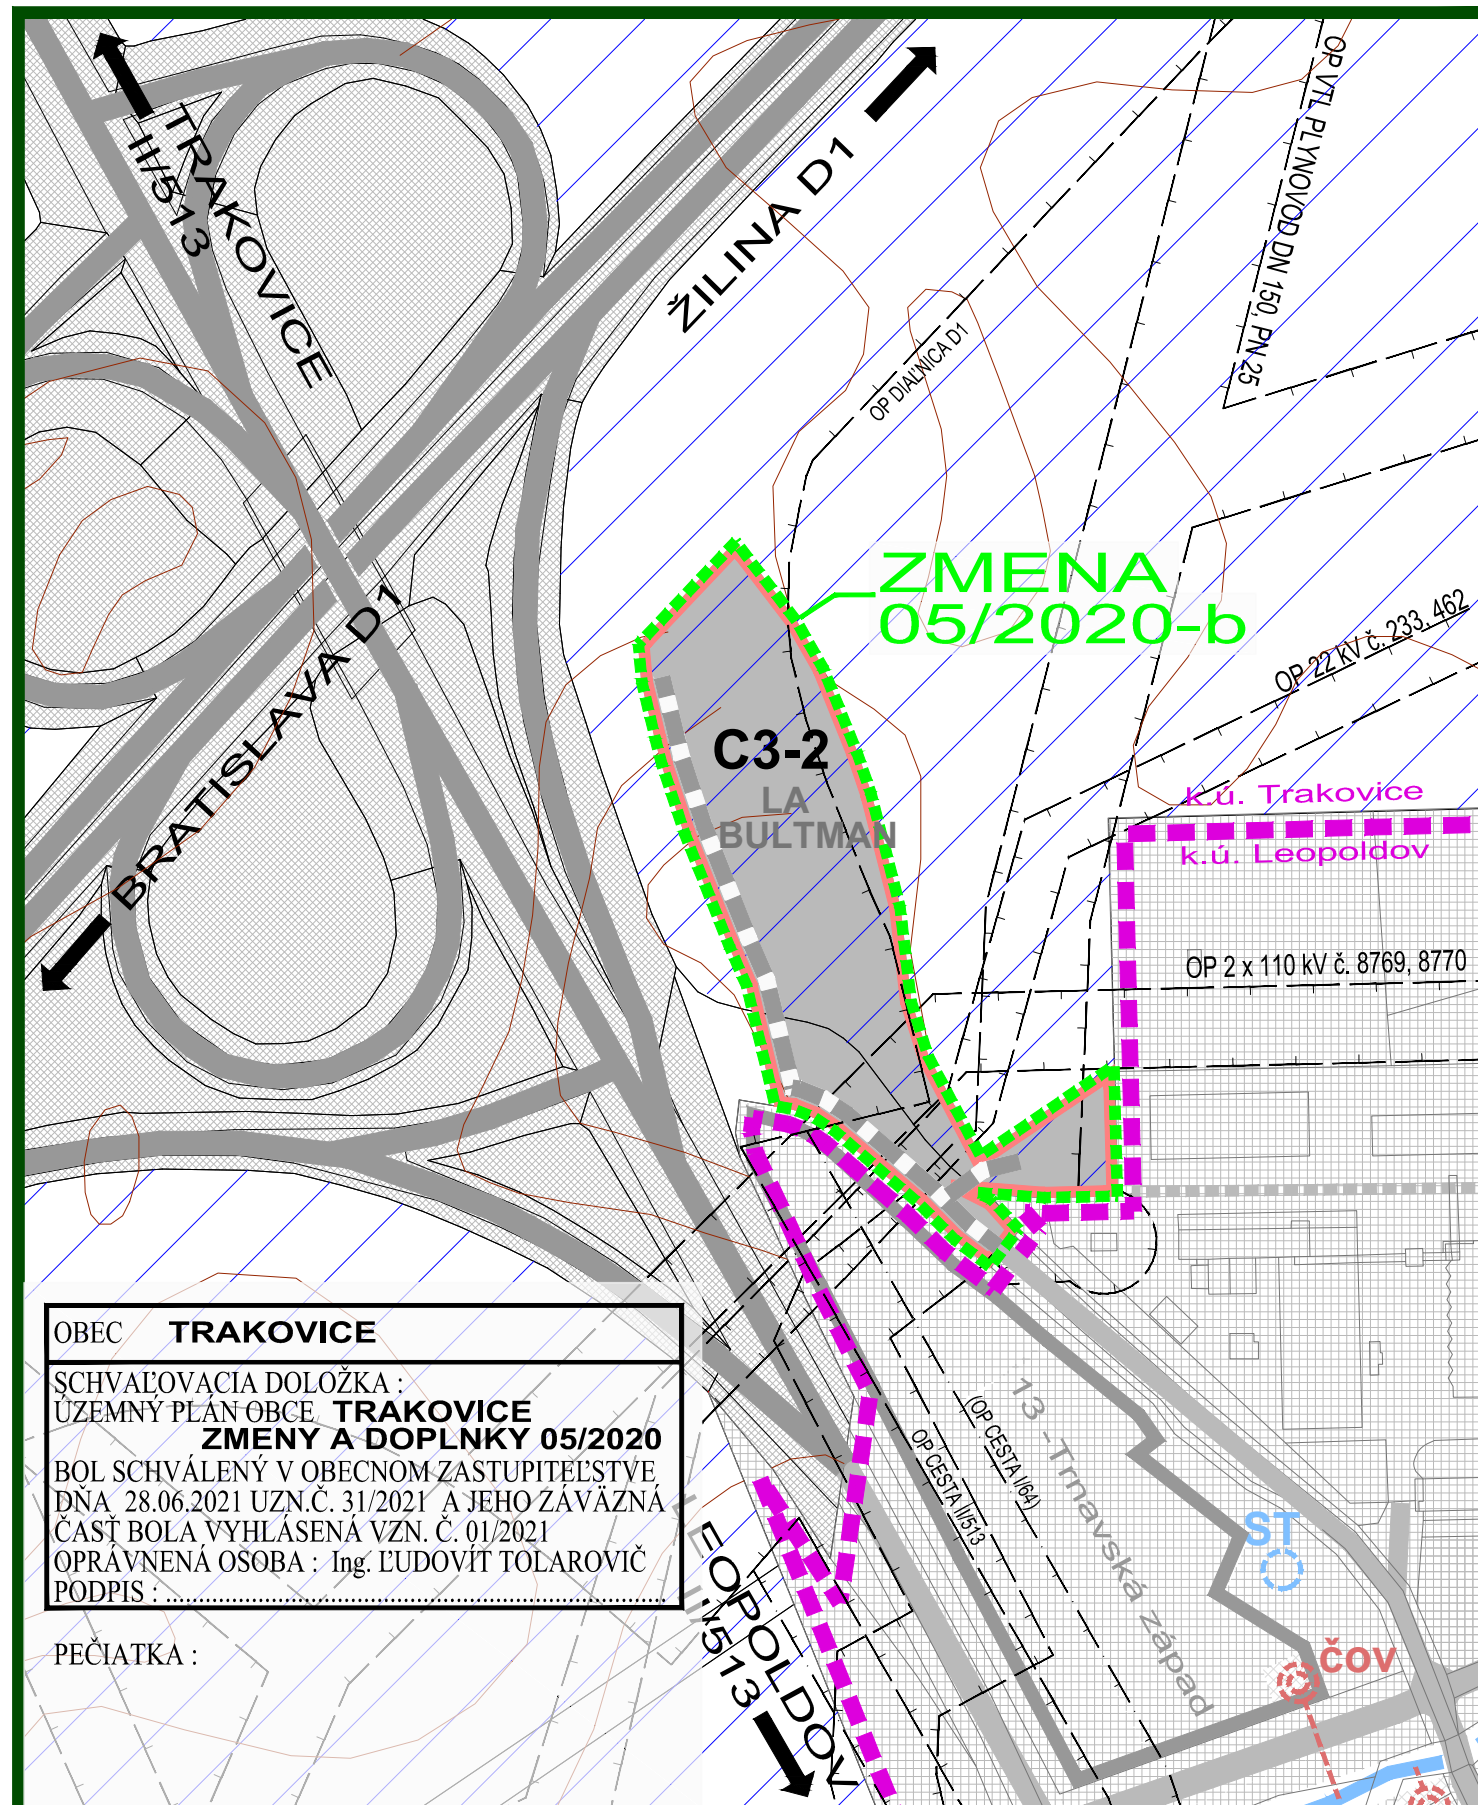 TRAKOVICE
II/513
ŽILINA D1
OP VTL PLYNOVOD DN 150, PN 25
OP DIAĽNICA D1
ZMENA
05/2020-b
OP 22 kV č. 233, 462
BRATISLAVA D1
C3-2
LA
BULTMAN
k.ú. Trakovice
k.ú. Leopoldov
OP 2 x 110 kV č. 8769, 8770
OBEC TRAKOVICE
SCHVAĽOVACIA DOLOŽKA :
ÚZEMNÝ PLÁN OBCE TRAKOVICE
ZMENY A DOPLNKY 05/2020
BOL SCHVÁLENÝ V OBECNOM ZASTUPITEĽSTVE
DŇA 28.06.2021 UZN.Č. 31/2021 A JEHO ZÁVÄZNÁ
ČASŤ BOLA VYHLÁSENÁ VZN. Č. 01/2021
OPRÁVNENÁ OSOBA : Ing. ĽUDOVÍT TOLAROVIČ
PODPIS : ............................................................................
PEČIATKA :
(OP CESTA I/64)
OP CESTA II/513
13 -Trnavská západ
ST
ČOV
LEOPOLDOV
II/513